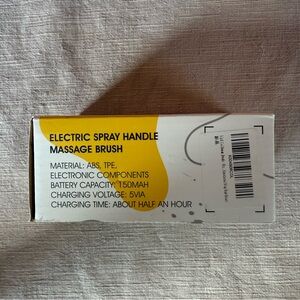 ELECTRIC SPRAY HANDLE
MASSAGE BRUSH
MATERIAL: ABS, TPE,
ELECTRONIC COMPONENTS
BATTERY CAPACITY: 150MAH
CHARGING VOLTAGE: 5V1A
CHARGING TIME: ABOUT HALF AN HOUR